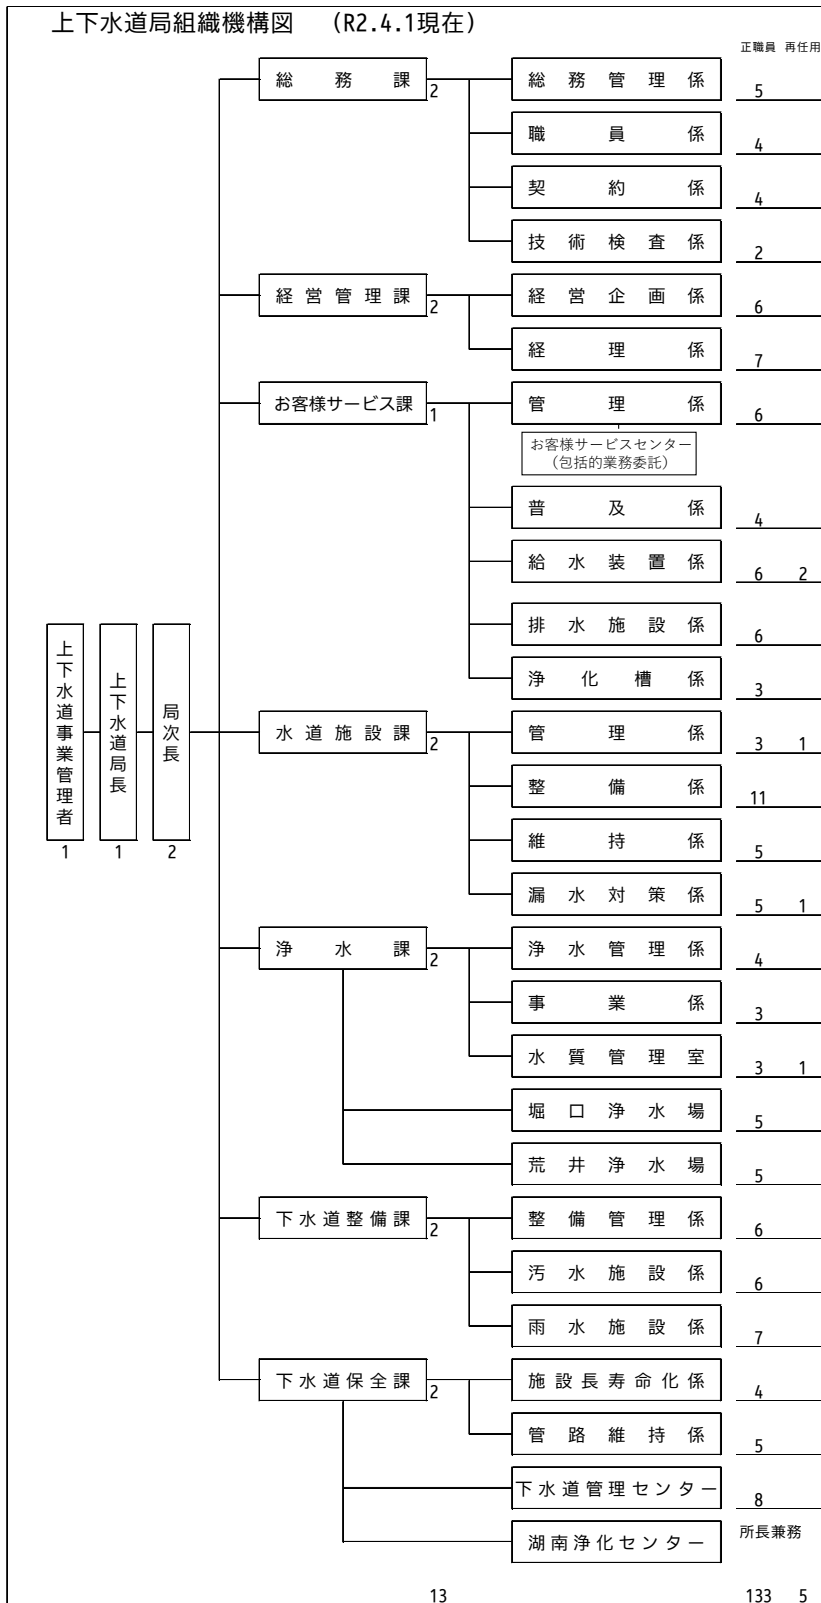 上下水道局組織機構図　(R2.4.1現在)
正職員 再任用
総務課 2 総務管理係 5
職員係 4
契約係 4
技術検査係 2
経営管理課 2 経営企画係 6
経理係 7
お客様サービス課 1 管理係 6
お客様サービスセンター
(包括的業務委託)
普及係 4
給水装置係 6 2
排水施設係 6
浄化槽係 3
上下水道事業管理者 1
上下水道局長 1
局次長 2
水道施設課 2 管理係 3 1
整備係 11
維持係 5
漏水対策係 5 1
浄水課 2 浄水管理係 4
事業係 3
水質管理室 3 1
堀口浄水場 5
荒井浄水場 5
下水道整備課 2 整備管理係 6
汚水施設係 6
雨水施設係 7
下水道保全課 2 施設長寿命化係 4
管路維持係 5
下水道管理センター 8
湖南浄化センター 所長兼務
13 133 5